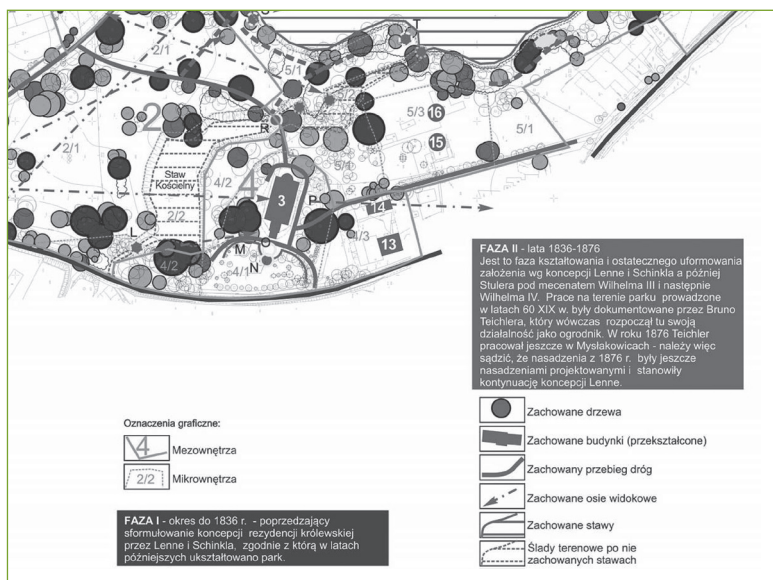 2/1
5/1
T
2
2/1
R
5/3
16
5/1
15
Staw
Kościelny
4/2
4
5/1
3
P
2/2
14
L
O
4/3
13
M
4/2
4/1
N
FAZA II - lata 1836-1876
Jest to faza kształtowania i ostatecznego uformowania
założenia wg koncepcji Lenne i Schinkla a później
Stulera pod mecenatem Wilhelma III i następnie
Wilhelma IV. Prace na terenie parku prowadzone
w latach 60 XIX w. były dokumentowane przez Bruno
Teichlera, który wówczas rozpoczął tu swoją
działalność jako ogrodnik. W roku 1876 Teichler
pracował jeszcze w Mysłakowicach - należy więc
sądzić, że nasadzenia z 1876 r. były jeszcze
nasadzeniami projektowanymi i stanowiły
kontynuację koncepcji Lenne.
Oznaczenia graficzne:
4
Mezownętrza
2/2
Mikrownętrza
FAZA I - okres do 1836 r. - poprzedzający
sformułowanie koncepcji rezydencji królewskiej
przez Lenne i Schinkla, zgodnie z którą w latach
późniejszych ukształtowano park.
Zachowane drzewa
Zachowane budynki (przekształcone)
Zachowany przebieg dróg
Zachowane osie widokowe
Zachowane stawy
Ślady terenowe po nie
zachowanych stawach